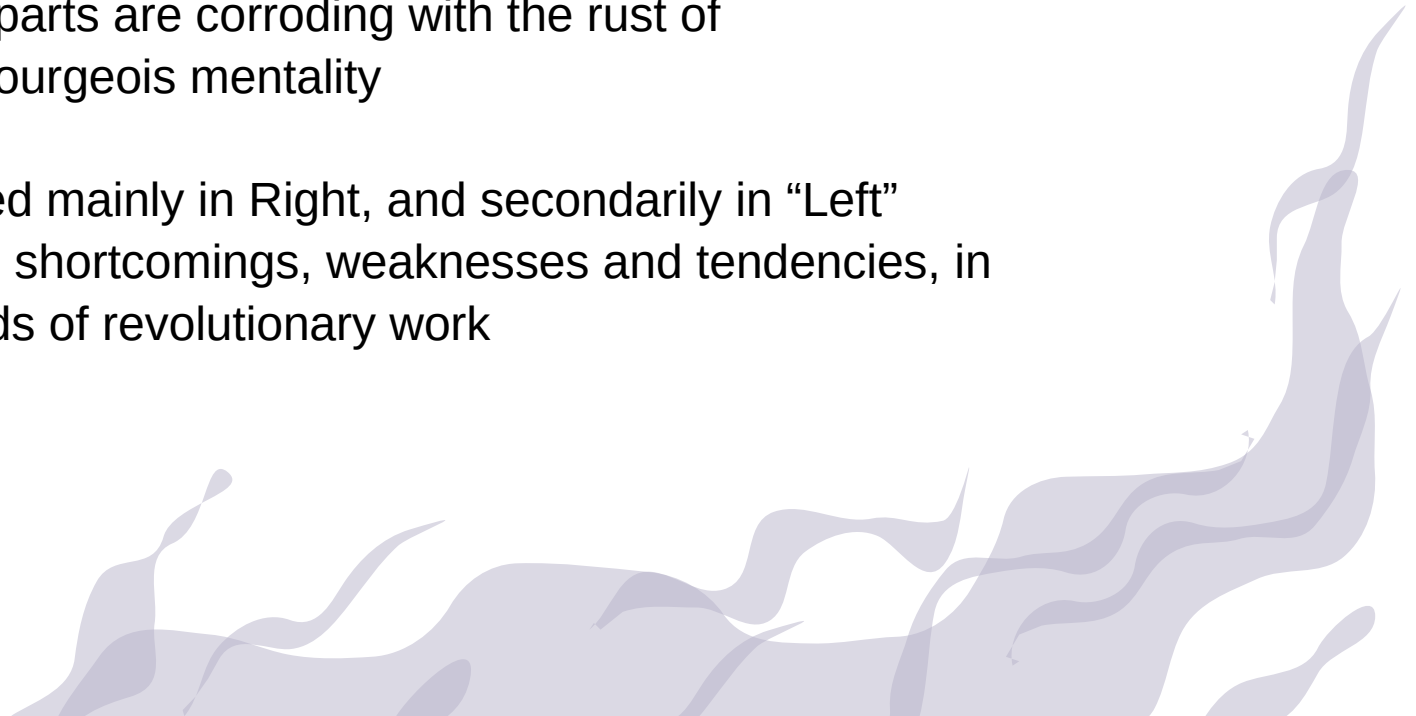 parts are corroding with the rust of
ourgeois mentality
ed mainly in Right, and secondarily in “Left”
shortcomings, weaknesses and tendencies, in
ds of revolutionary work